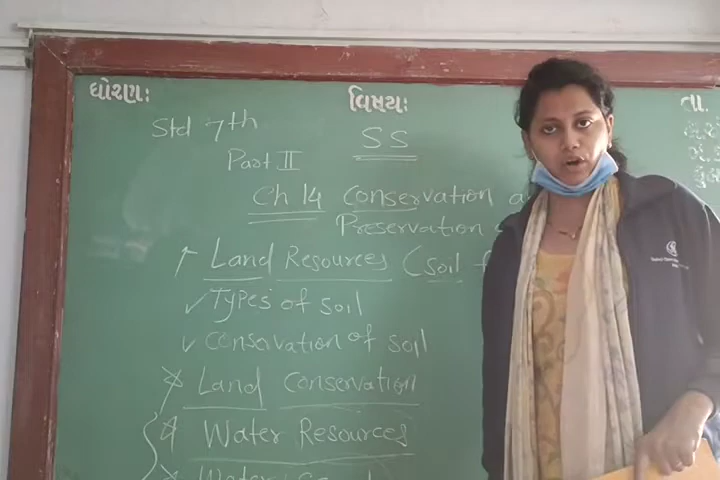 ધોરણઃ વિષયઃ તા.
Std 7th SS
Part II
Ch 14 Conservation
Preservation
Land Resources (soil
Types of soil
Consavation of soil
Land Conservation
Water Resources